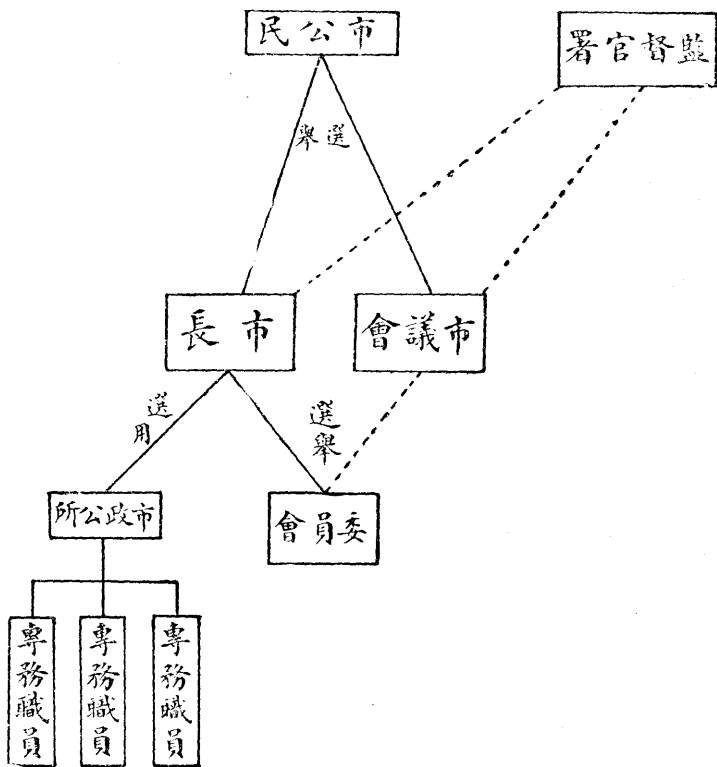 市公民
監督官署
選舉
市長
市議會
選用
選舉
市政公所
委員會
專務職員
專務職員
專務職員